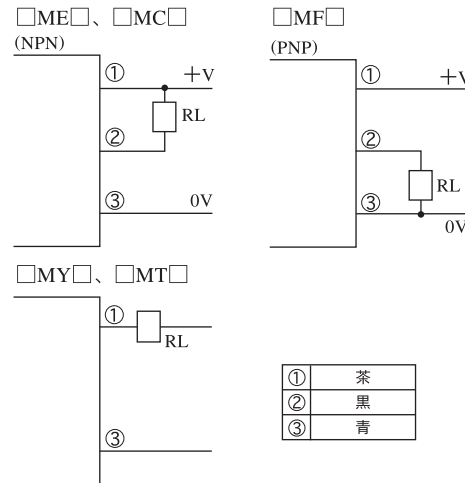 □ME□、□MC□
(NPN)
① +V
RL
②
③ 0V
□MF□
(PNP)
① +V
②
RL
③
0V
□MY□、□MT□
①
RL
③
① 茶
② 黒
③ 青